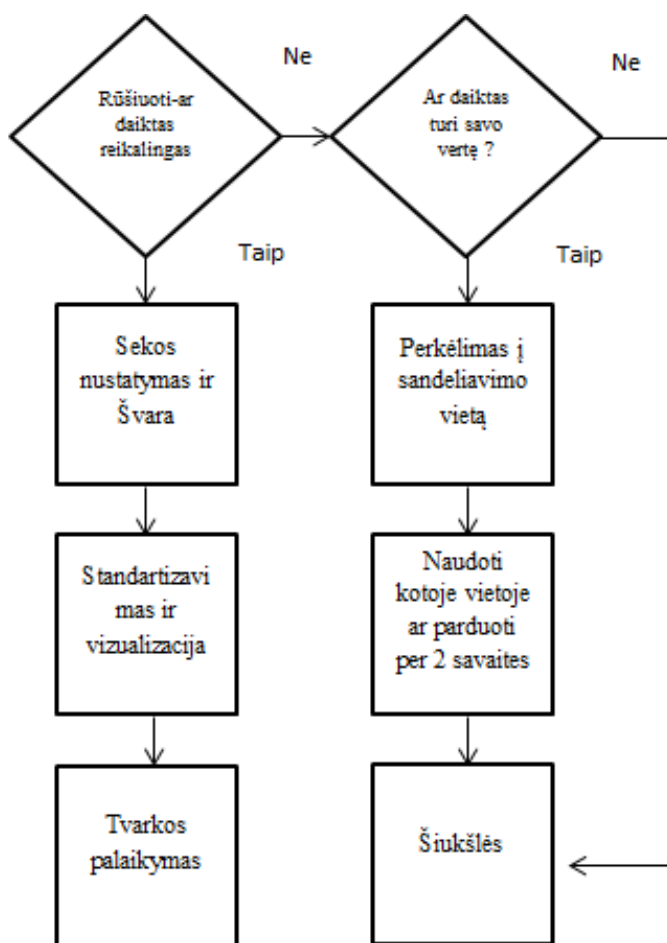 Ne
Ne
Rūšiuoti-ar
daiktas
reikalingas
Ar daiktas
turi savo
vertę ?
Taip
Taip
Sekos
nustatymas ir
Švara
Perkėlimas į
sandeliavimo
vietą
Standartizavi
mas ir
vizualizacija
Naudoti
kotoje vietoje
ar parduoti
per 2 savaites
Tvarkos
palaikymas
Šiukšlės